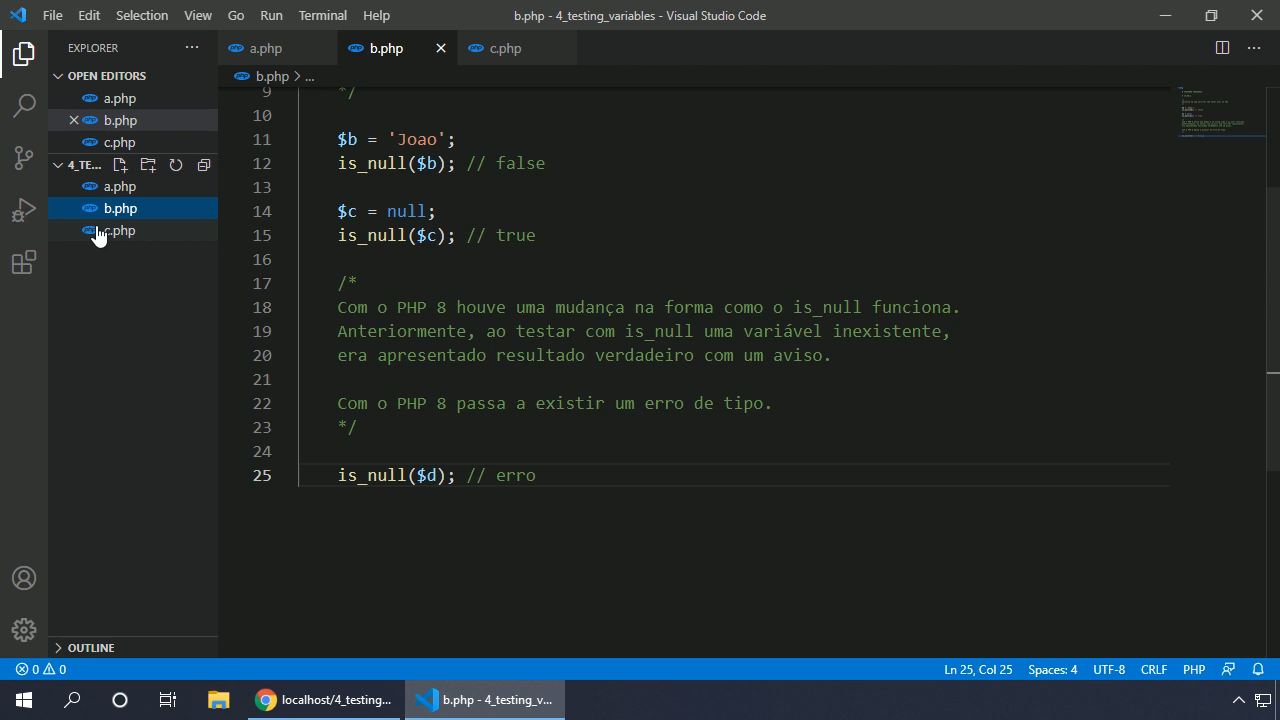 File Edit Selection View Go Run Terminal Help b.php - 4_testing_variables - Visual Studio Code
EXPLORER
OPEN EDITORS
a.php
b.php
c.php
4_TE...
a.php
b.php
c.php
OUTLINE
a.php b.php c.php
b.php > ...
9 */
10
11 $b = 'Joao';
12 is_null($b); // false
13
14 $c = null;
15 is_null($c); // true
16
17 /*
18 Com o PHP 8 houve uma mudança na forma como o is_null funciona.
19 Anteriormente, ao testar com is_null uma variável inexistente,
20 era apresentado resultado verdadeiro com um aviso.
21
22 Com o PHP 8 passa a existir um erro de tipo.
23 */
24
25 is_null($d); // erro
0 0 Ln 25, Col 25 Spaces: 4 UTF-8 CRLF PHP
localhost/4_testing... b.php - 4_testing_v...